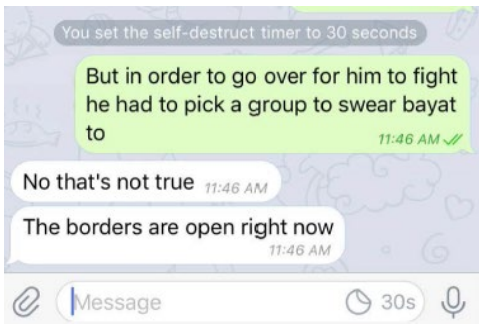 You set the self-destruct timer to 30 seconds
But in order to go over for him to fight
he had to pick a group to swear bayat
to
11:46 AM
No that's not true 11:46 AM
The borders are open right now
11:46 AM
Message 30s